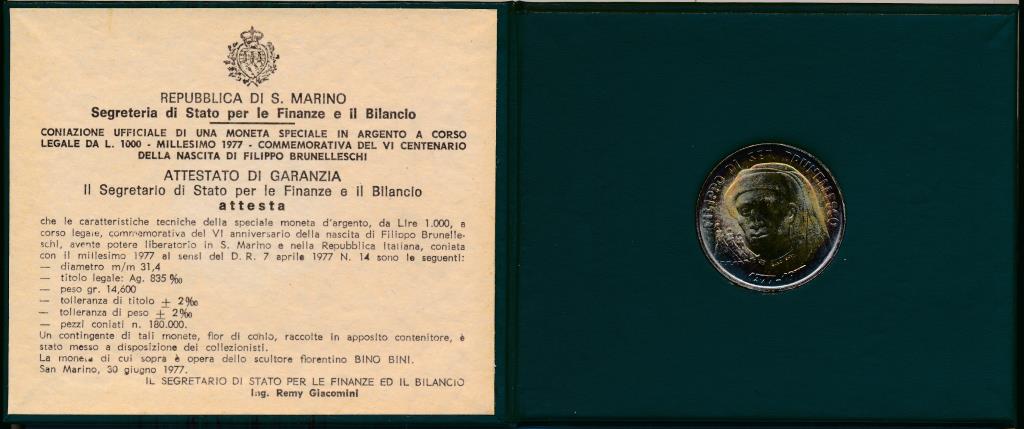 REPUBBLICA DI S. MARINO
Segreteria di Stato per le Finanze e il Bilancio
CONIAZIONE UFFICIALE DI UNA MONETA SPECIALE IN ARGENTO A CORSO
LEGALE DA L. 1000 - MILLESIMO 1977 - COMMEMORATIVA DEL VI CENTENARIO
DELLA NASCITA DI FILIPPO BRUNELLESCHI
ATTESTATO DI GARANZIA
Il Segretario di Stato per le Finanze e il Bilancio
attesta
che le caratteristiche tecniche della speciale moneta d'argento, da Lire 1.000, a
corso legale, commemorativa del VI anniversario della nascita di Filippo Brunelle-
schi, avente potere liberatorio in S. Marino e nella Repubblica Italiana, coniata
con il millesimo 1977 ai sensi del D. R. 7 aprile 1977 N. 14 sono le seguenti:
— diametro m/m 31,4
— titolo legale: Ag. 835 ‰
— peso gr. 14,600
— tolleranza di titolo ± 2‰
— tolleranza di peso ± 2‰
— pezzi coniati n. 180.000.
Un contingente di tali monete, fior di conio, raccolte in apposito contenitore, è
stato messo a disposizione dei collezionisti.
La moneta di cui sopra è opera dello scultore fiorentino BINO BINI.
San Marino, 30 giugno 1977.
IL SEGRETARIO DI STATO PER LE FINANZE ED IL BILANCIO
Ing. Remy Giacomini
FILIPPO DI SER BRUNELLESCO